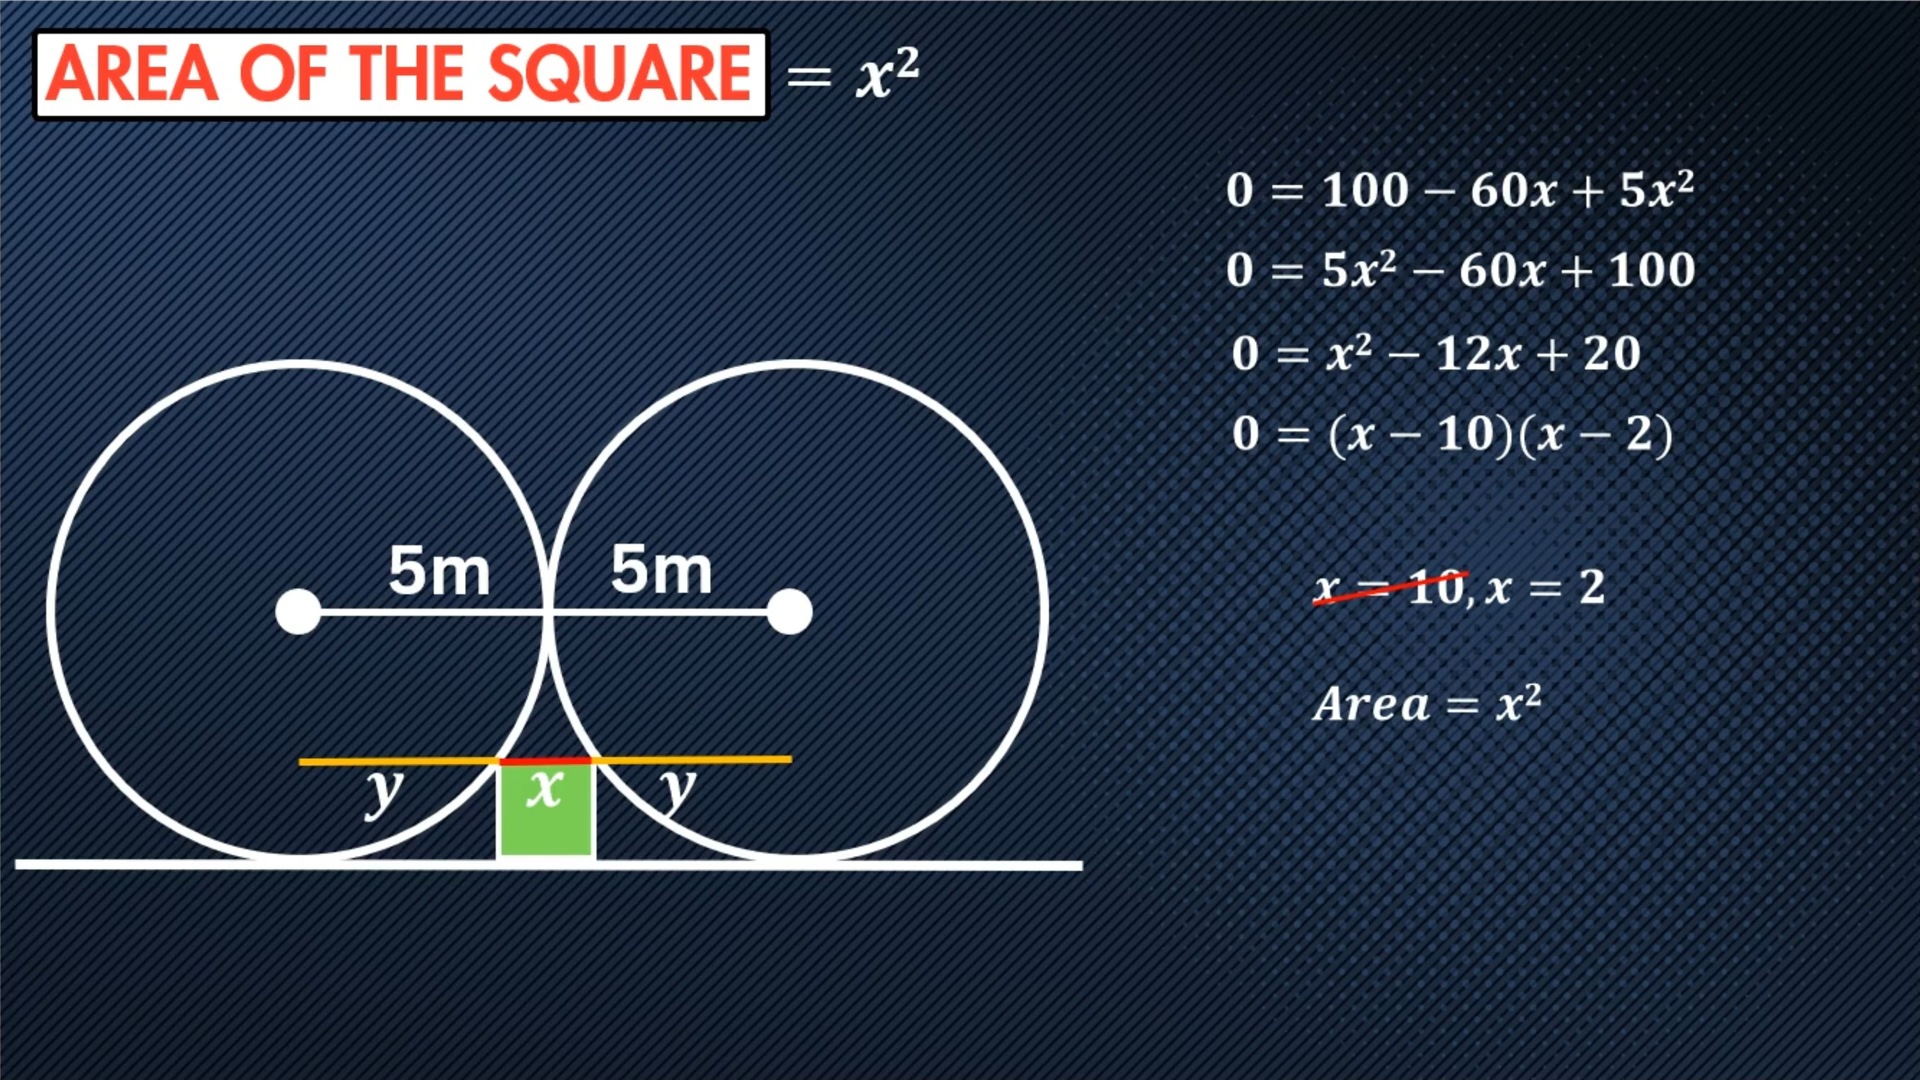 AREA OF THE SQUARE = x²
0 = 100 − 60x + 5x²
0 = 5x² − 60x + 100
0 = x² − 12x + 20
0 = (x − 10)(x − 2)
5m 5m
x = 10, x = 2
Area = x²
y x y